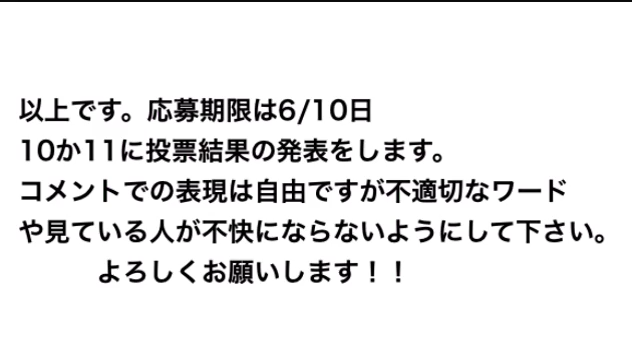 以上です。応募期限は6/10日
10か11に投票結果の発表をします。
コメントでの表現は自由ですが不適切なワード
や見ている人が不快にならないようにして下さい。
よろしくお願いします！！